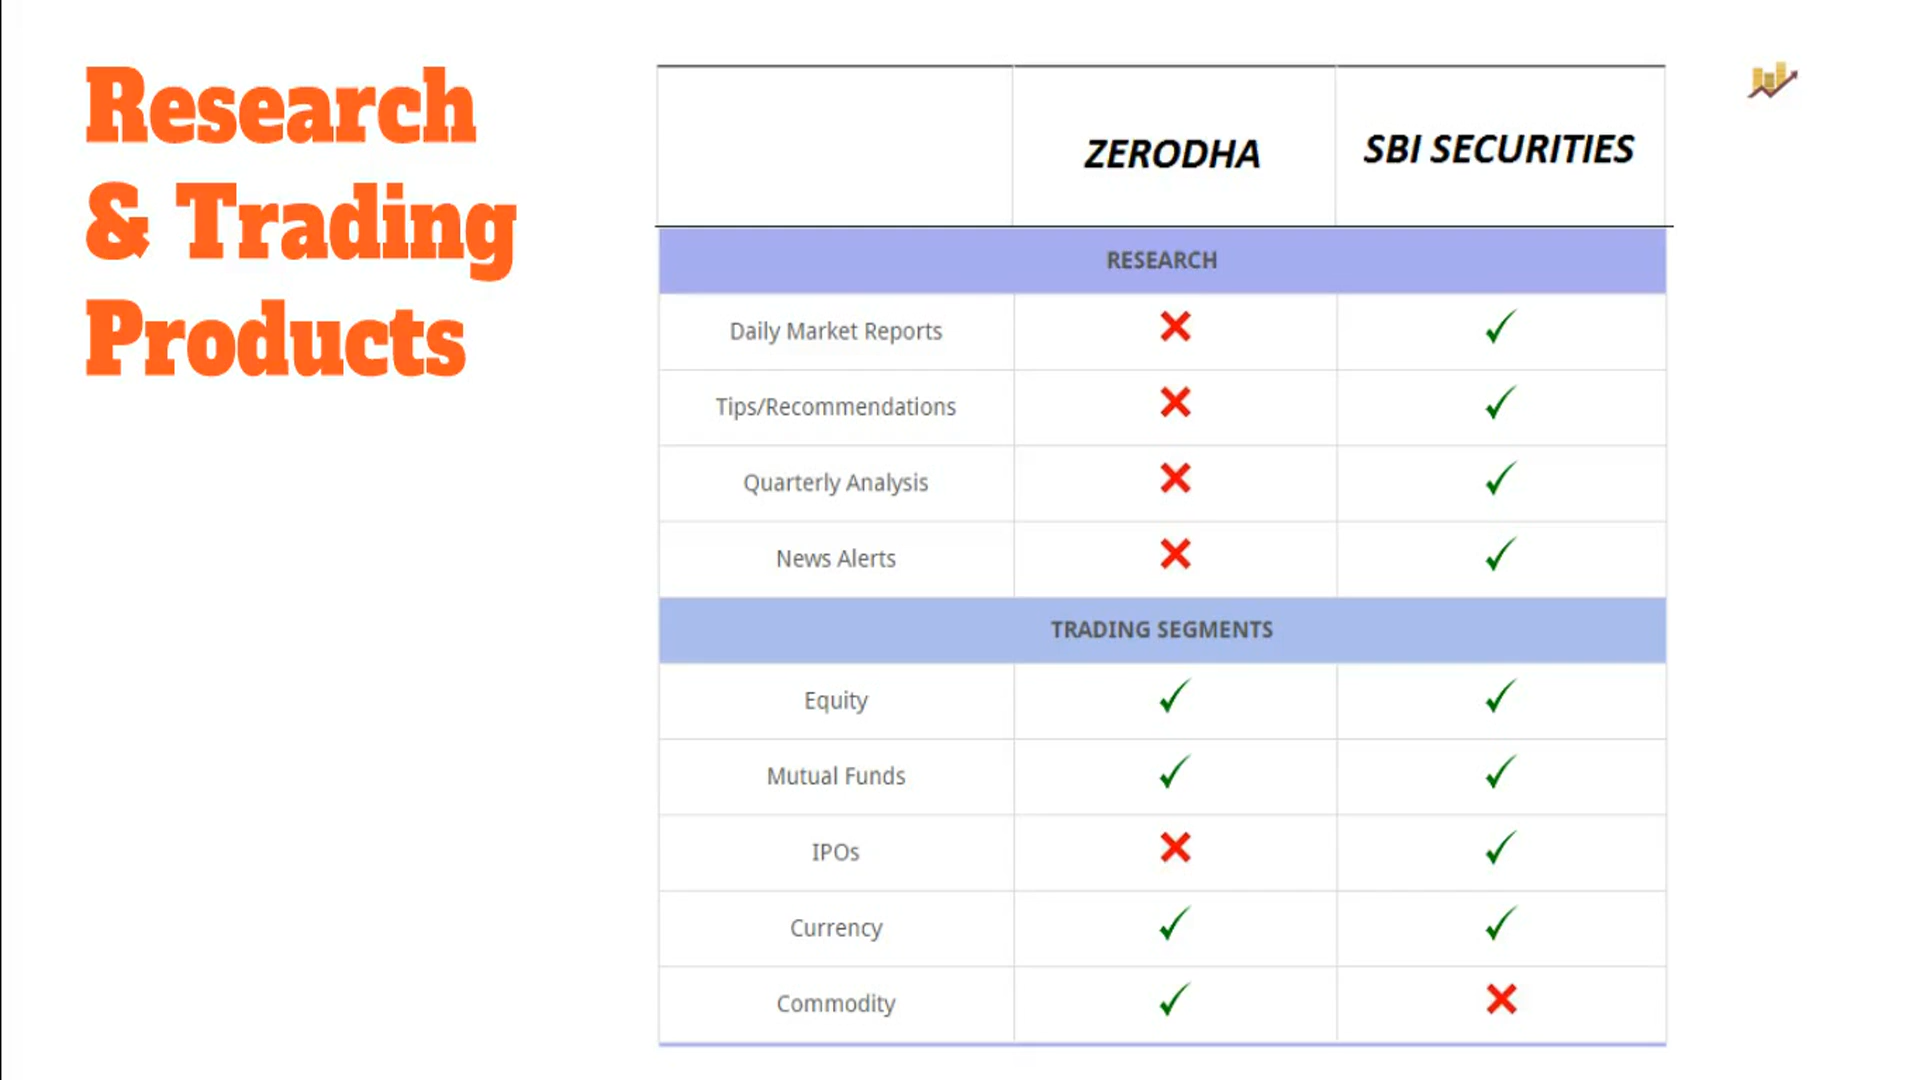 Research
& Trading
Products
ZERODHA SBI SECURITIES
RESEARCH
Daily Market Reports
Tips/Recommendations
Quarterly Analysis
News Alerts
TRADING SEGMENTS
Equity
Mutual Funds
IPOs
Currency
Commodity